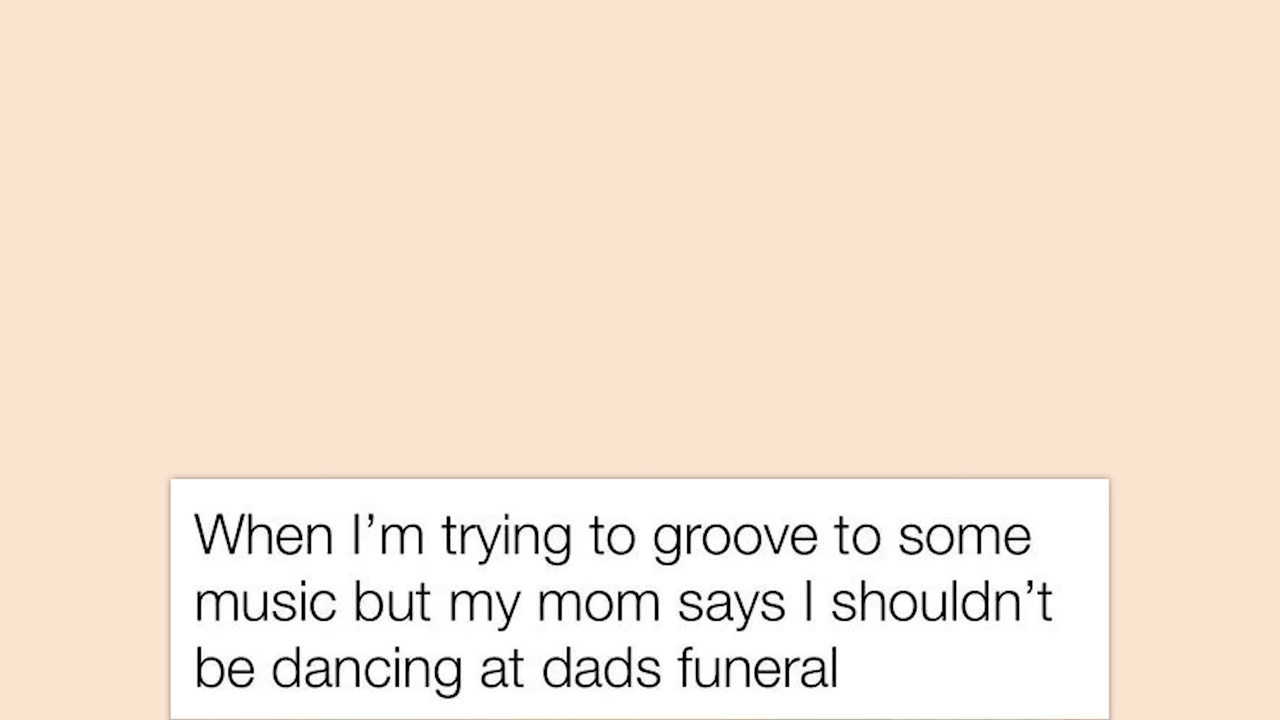 When I’m trying to groove to some
music but my mom says I shouldn’t
be dancing at dads funeral